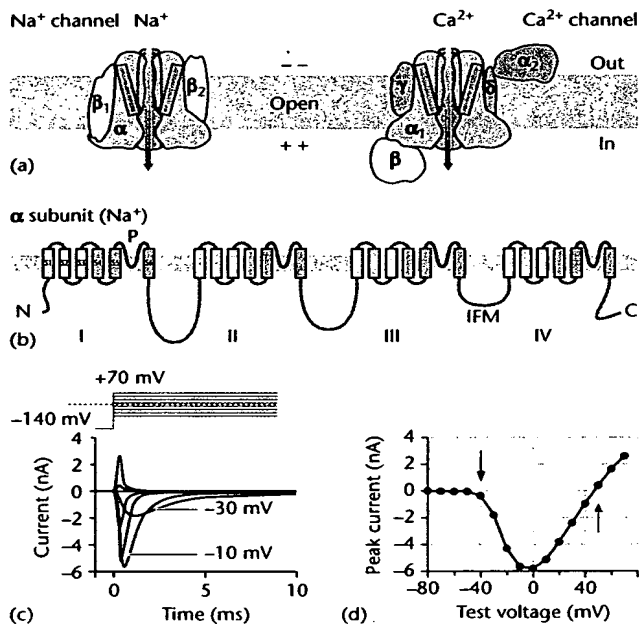 Na⁺ channel Na⁺ Ca²⁺ Ca²⁺ channel
α₂ Out
− −
β₁ β₂ γ δ
Open
α α₁
+ + In
β
(a)
α subunit (Na⁺)
P
N IFM C
(b) I II III IV
+70 mV
−140 mV
4
2
0
−2
−4
−6
Current (nA)
−30 mV
−10 mV
0 5 10
(c) Time (ms)
4
2
0
−2
−4
−6
Peak current (nA)
−80 −40 0 40 80
(d) Test voltage (mV)